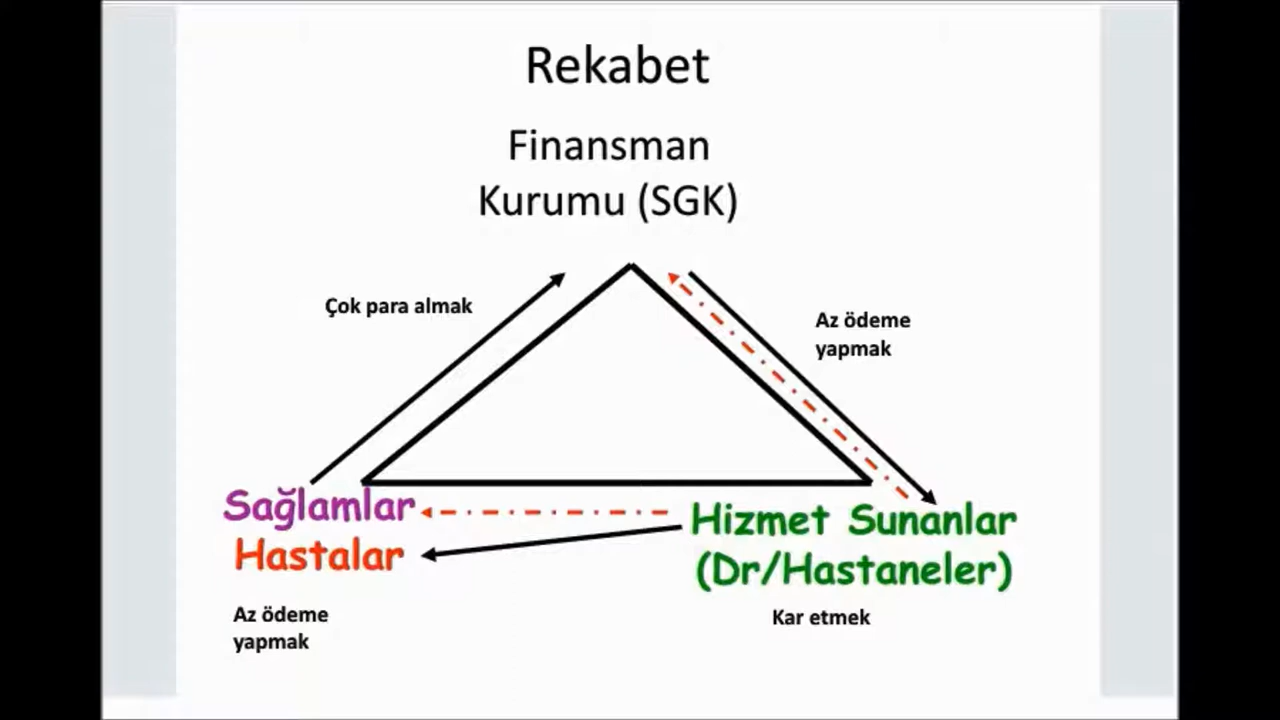 Rekabet
Finansman
Kurumu (SGK)
Çok para almak
Az ödeme
yapmak
Sağlamlar
Hastalar
Hizmet Sunanlar
(Dr/Hastaneler)
Az ödeme
yapmak
Kar etmek